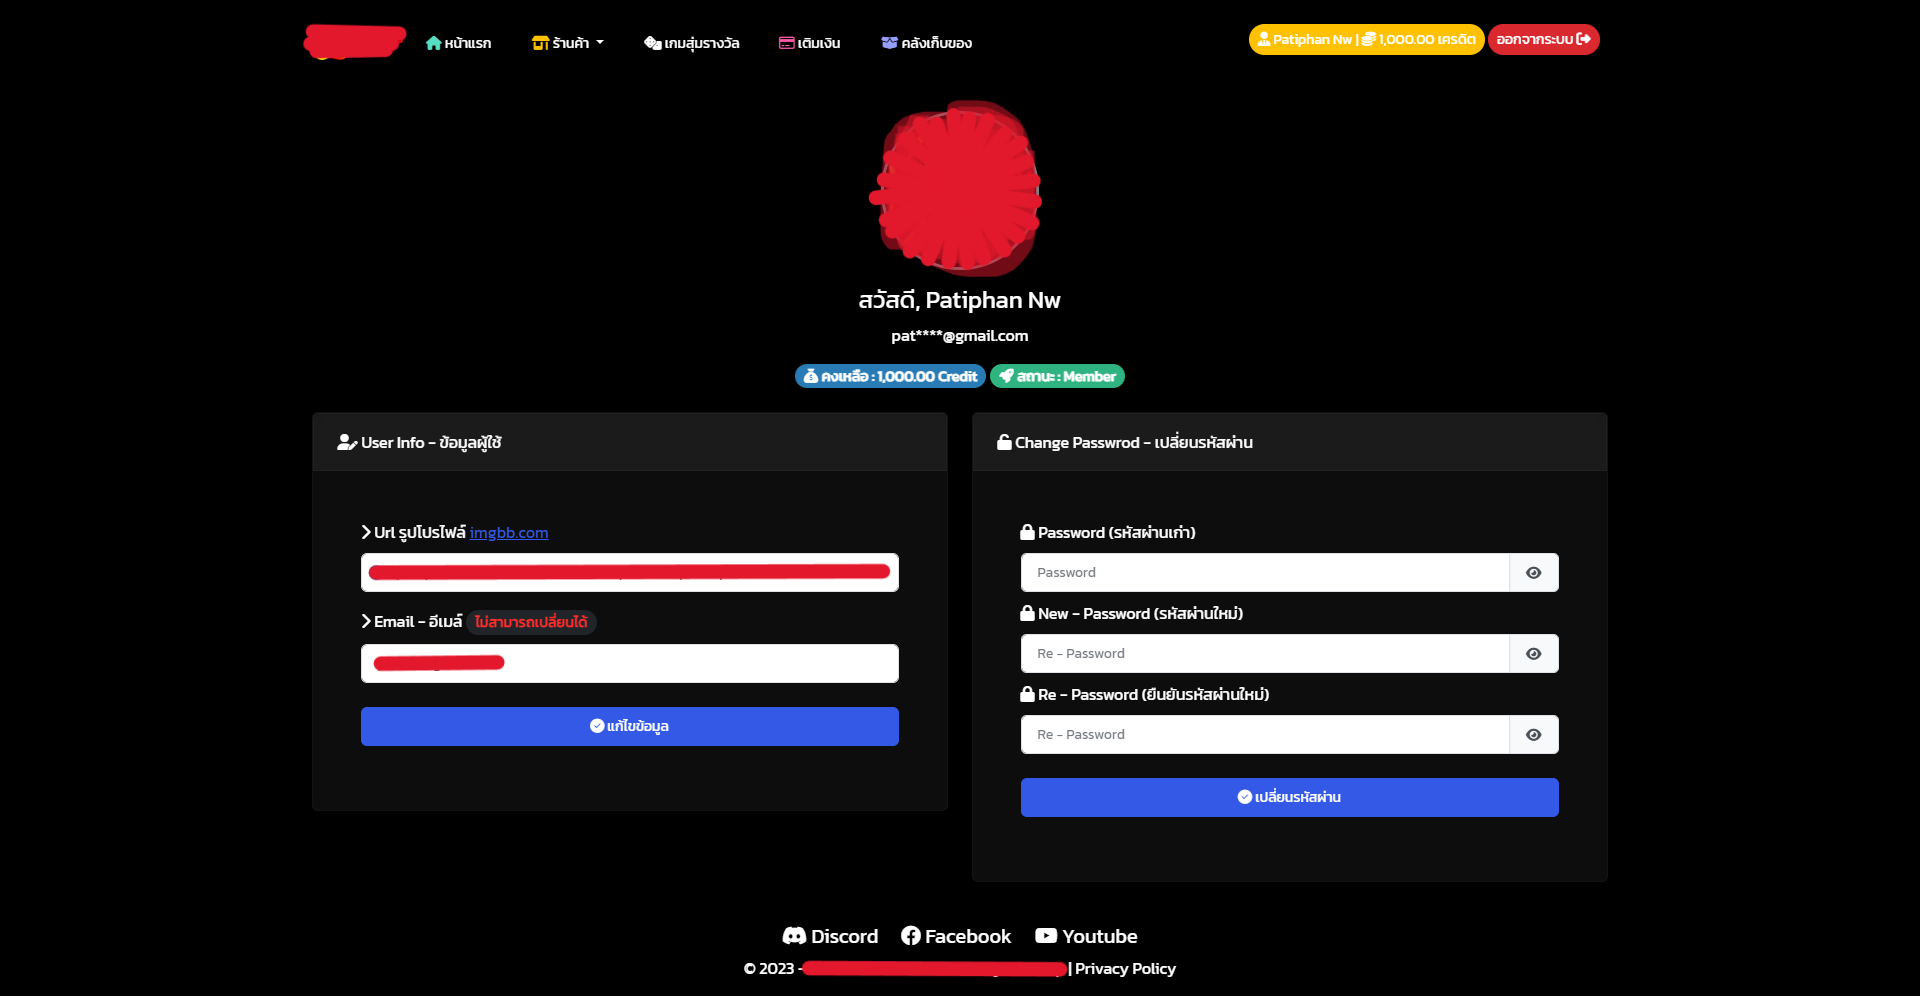 หน้าแรก ร้านค้า เกมสุ่มรางวัล เติมเงิน คลังเก็บของ Patiphan Nw | 1,000.00 เครดิต ออกจากระบบ
สวัสดี, Patiphan Nw
pat****@gmail.com
คงเหลือ : 1,000.00 Credit สถานะ : Member
User Info - ข้อมูลผู้ใช้
Url รูปโปรไฟล์ imgbb.com
Email - อีเมล์ ไม่สามารถเปลี่ยนได้
แก้ไขข้อมูล
Change Passwrod - เปลี่ยนรหัสผ่าน
Password (รหัสผ่านเก่า)
Password
New - Password (รหัสผ่านใหม่)
Re - Password
Re - Password (ยืนยันรหัสผ่านใหม่)
Re - Password
เปลี่ยนรหัสผ่าน
Discord Facebook Youtube
© 2023 - | Privacy Policy